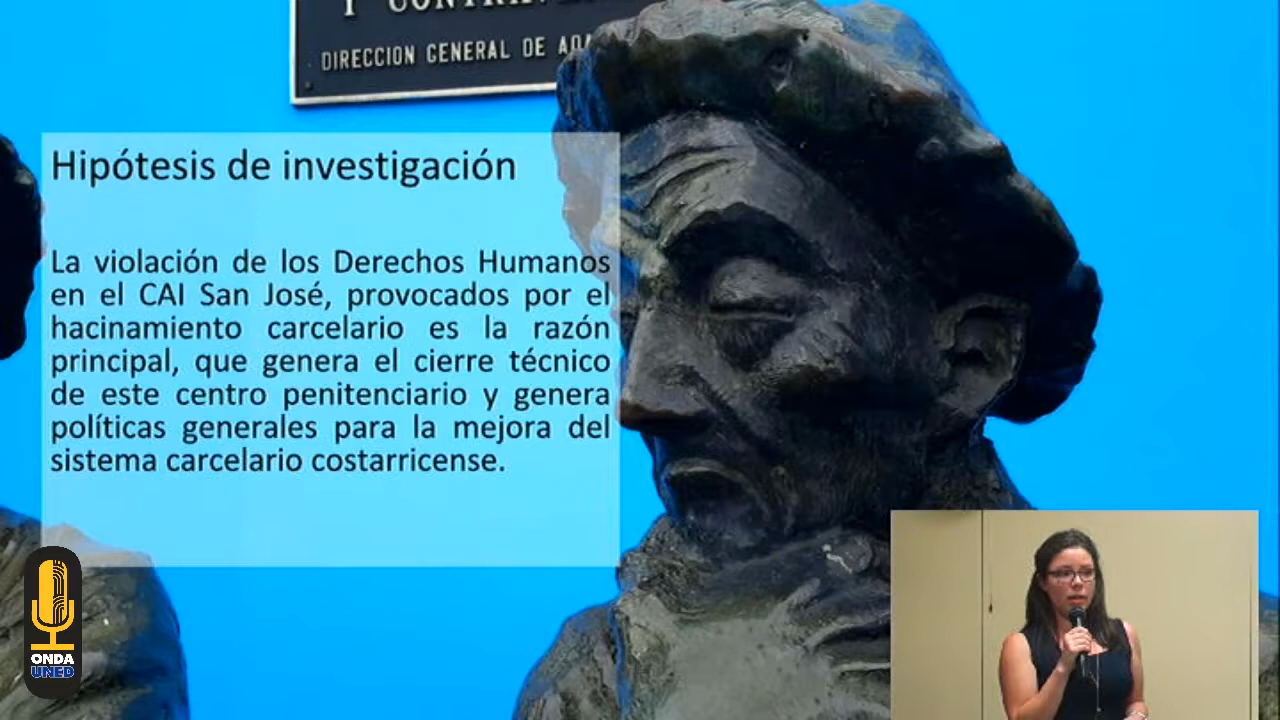 DIRECCION GENERAL DE
Hipótesis de investigación
La violación de los Derechos Humanos
en el CAI San José, provocados por el
hacinamiento carcelario es la razón
principal, que genera el cierre técnico
de este centro penitenciario y genera
políticas generales para la mejora del
sistema carcelario costarricense.
ONDA
UNED